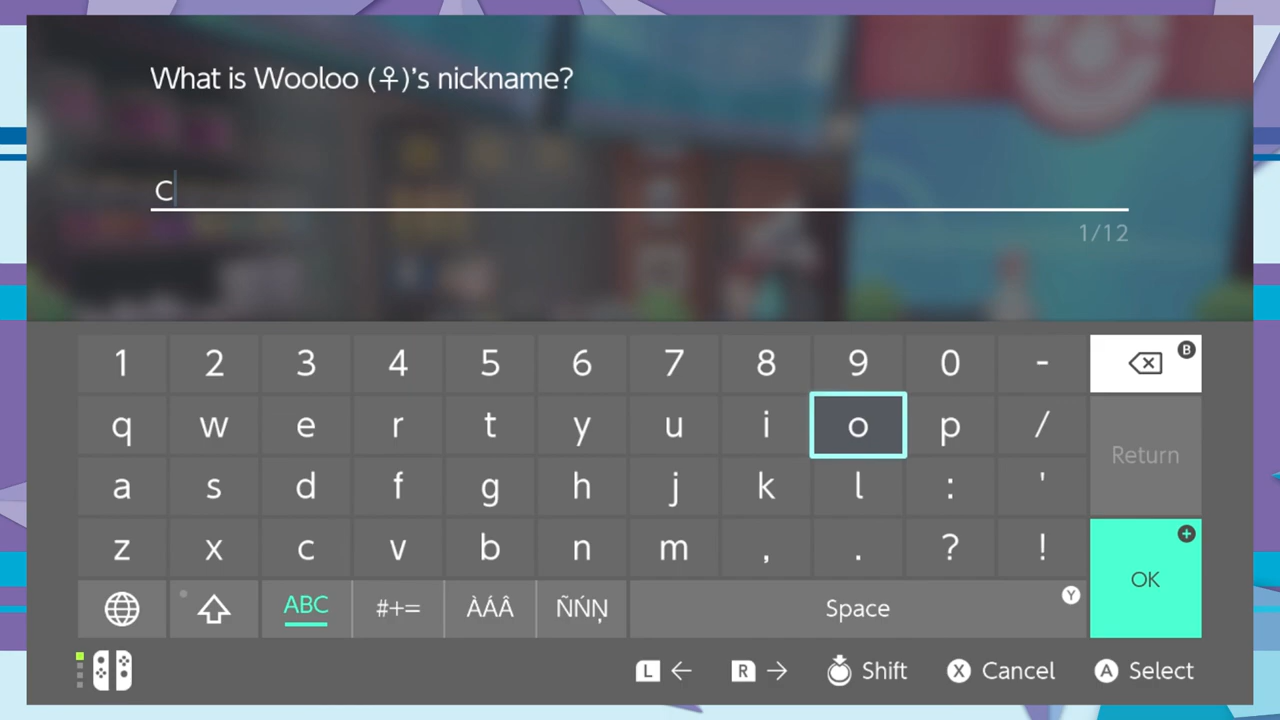 What is Wooloo (♀)'s nickname?
C
1/12
1 2 3 4 5 6 7 8 9 0 - B
q w e r t y u i o p /
Return
a s d f g h j k l : '
z x c v b n m , . ? ! +
OK
ABC #+= ÀÁÂ ÑŃŅ Space Y
L ← R → Shift X Cancel A Select